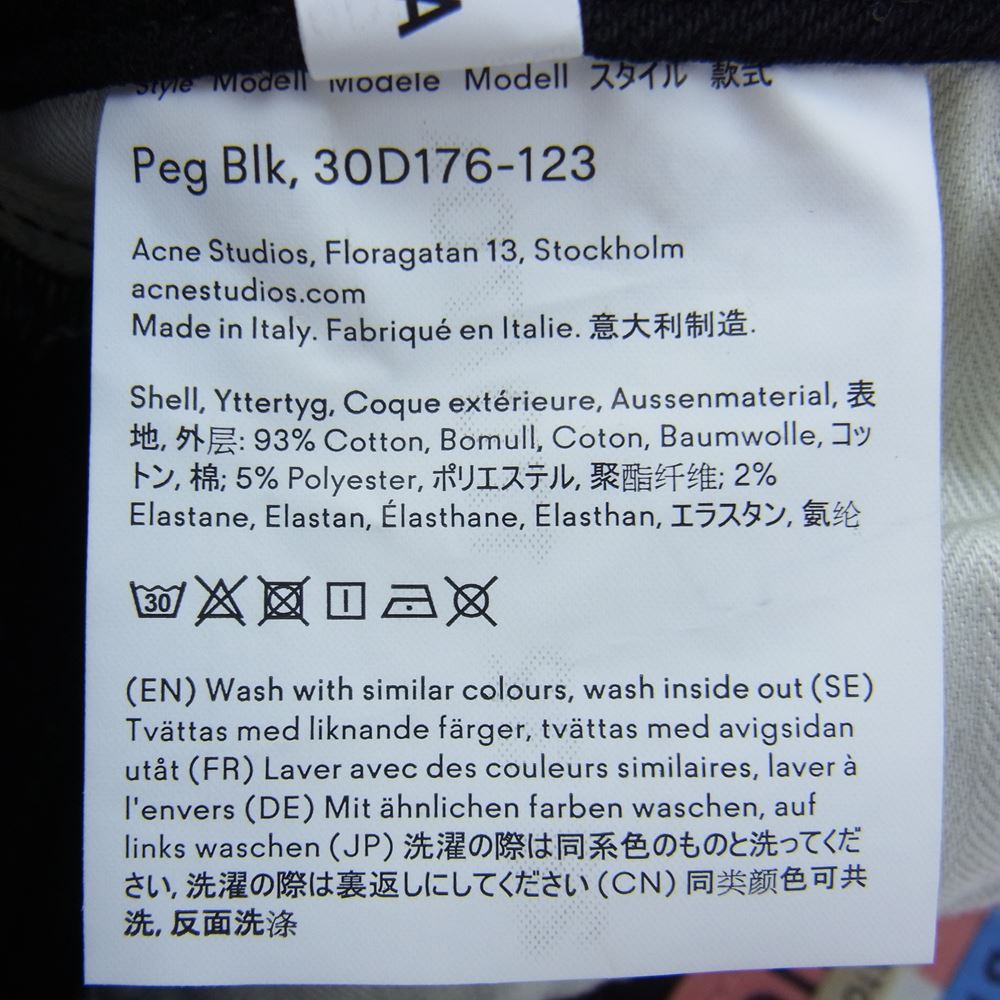 A
Style Modell Modèle Modell スタイル 款式
Peg Blk, 30D176-123
Acne Studios, Floragatan 13, Stockholm
acnestudios.com
Made in Italy. Fabriqué en Italie. 意大利制造.
Shell, Yttertyg, Coque extérieure, Aussenmaterial, 表
地, 外层: 93% Cotton, Bomull, Coton, Baumwolle, コッ
トン, 棉; 5% Polyester, ポリエステル, 聚酯纤维; 2%
Elastane, Elastan, Élasthane, Elasthan, エラスタン, 氨纶
30
(EN) Wash with similar colours, wash inside out (SE)
Tvättas med liknande färger, tvättas med avigsidan
utåt (FR) Laver avec des couleurs similaires, laver à
l'envers (DE) Mit ähnlichen farben waschen, auf
links waschen (JP) 洗濯の際は同系色のものと洗ってくだ
さい, 洗濯の際は裏返しにしてください (CN) 同类颜色可共
洗, 反面洗涤